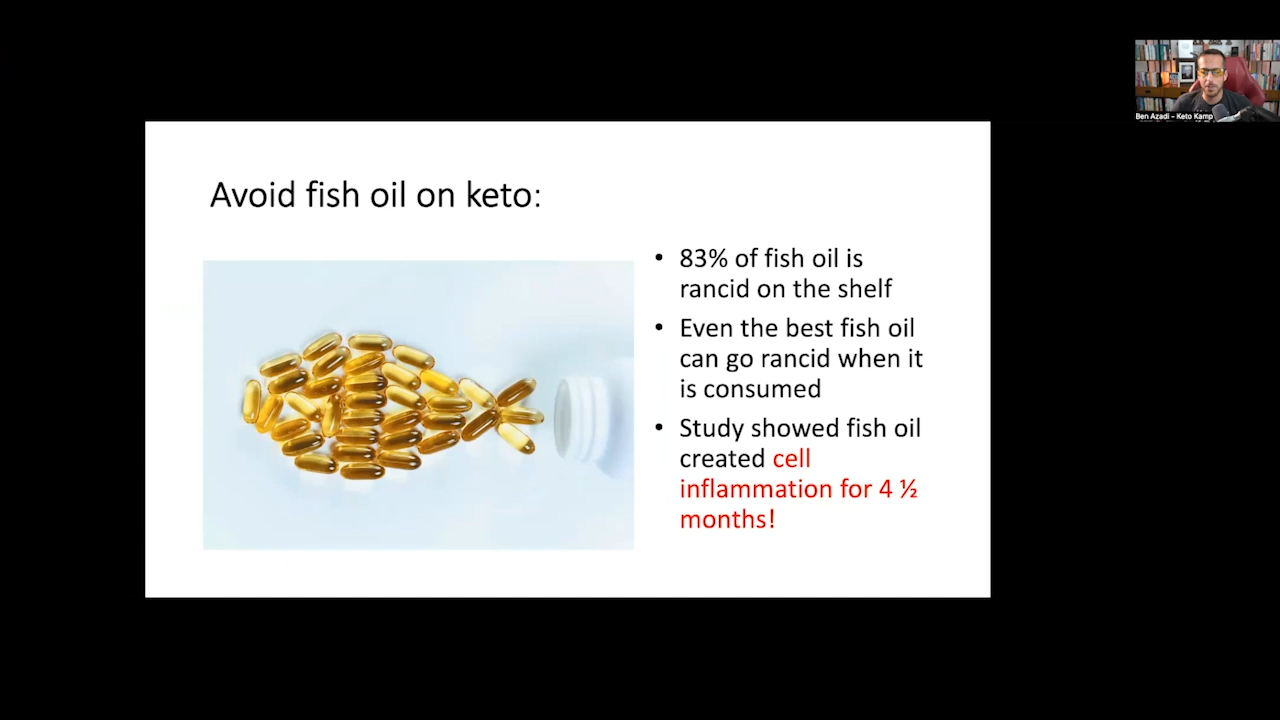 Ben Azadi – Keto Kamp
Avoid fish oil on keto:
• 83% of fish oil is
rancid on the shelf
• Even the best fish oil
can go rancid when it
is consumed
• Study showed fish oil
created cell
inflammation for 4 ½
months!